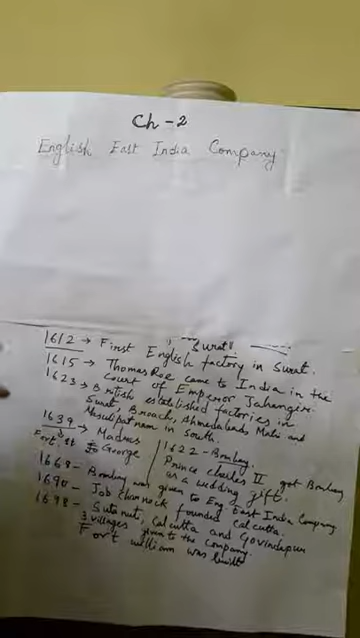 Ch - 2
English East India Company
Surat
1612 → First English factory in Surat.
1615 → Thomas Roe came to India in the
court of Emperor Jahangir.
1623 → British established factories in
Surat, Broach, Ahmedabad, and
Masulipatnam in South.
1639 → Madras
Fort St George
1622 - Bombay.
Prince Charles II got Bombay
as a wedding gift.
1668 - Bombay was given to Eng. East India Company
1690 - Job Charnock founded Calcutta.
1698 - Sutanuti, Calcutta and Govindapur
3 villages given to the company.
Fort William was built